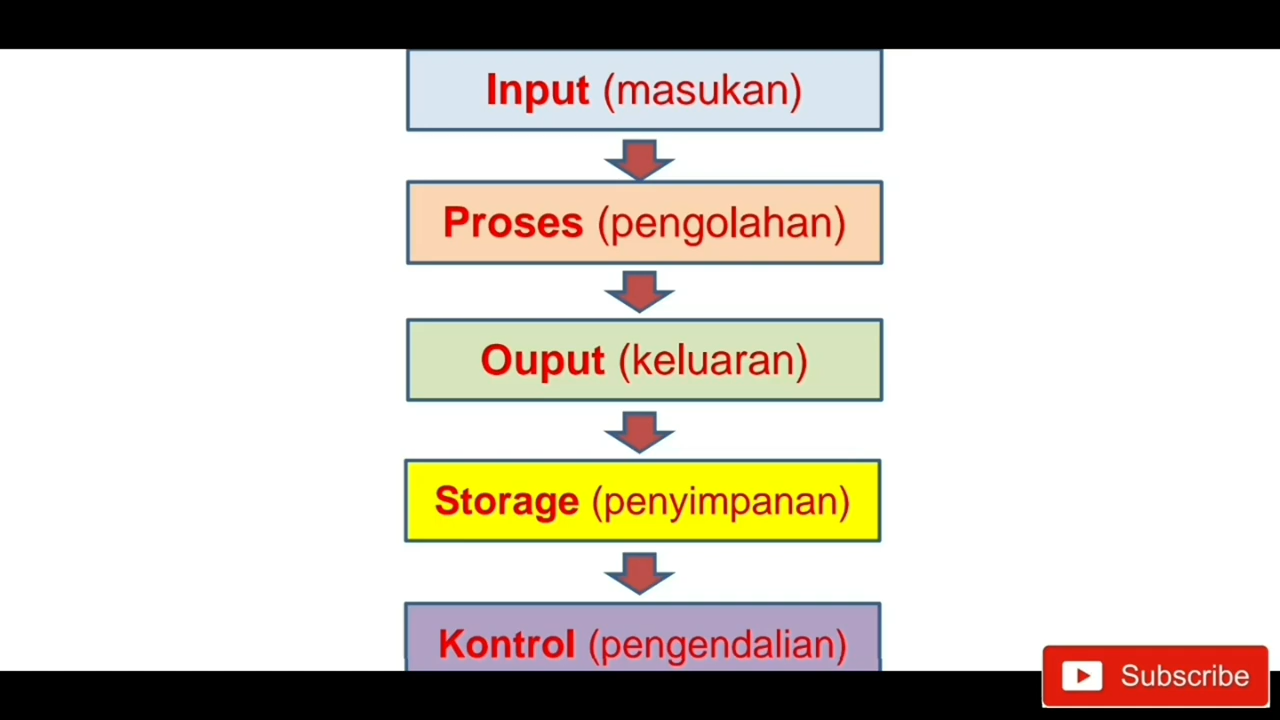 Input (masukan)
Proses (pengolahan)
Ouput (keluaran)
Storage (penyimpanan)
Kontrol (pengendalian)
Subscribe